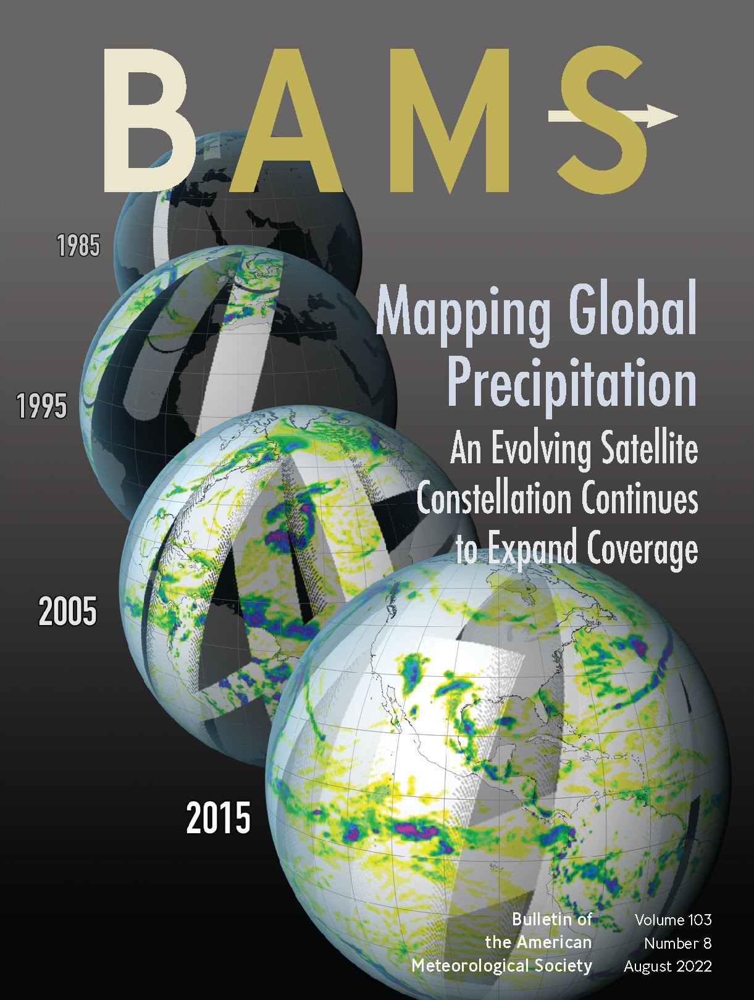 BAMS
1985
Mapping Global
Precipitation
An Evolving Satellite
Constellation Continues
to Expand Coverage
1995
2005
2015
Bulletin of
the American
Meteorological Society
Volume 103
Number 8
August 2022